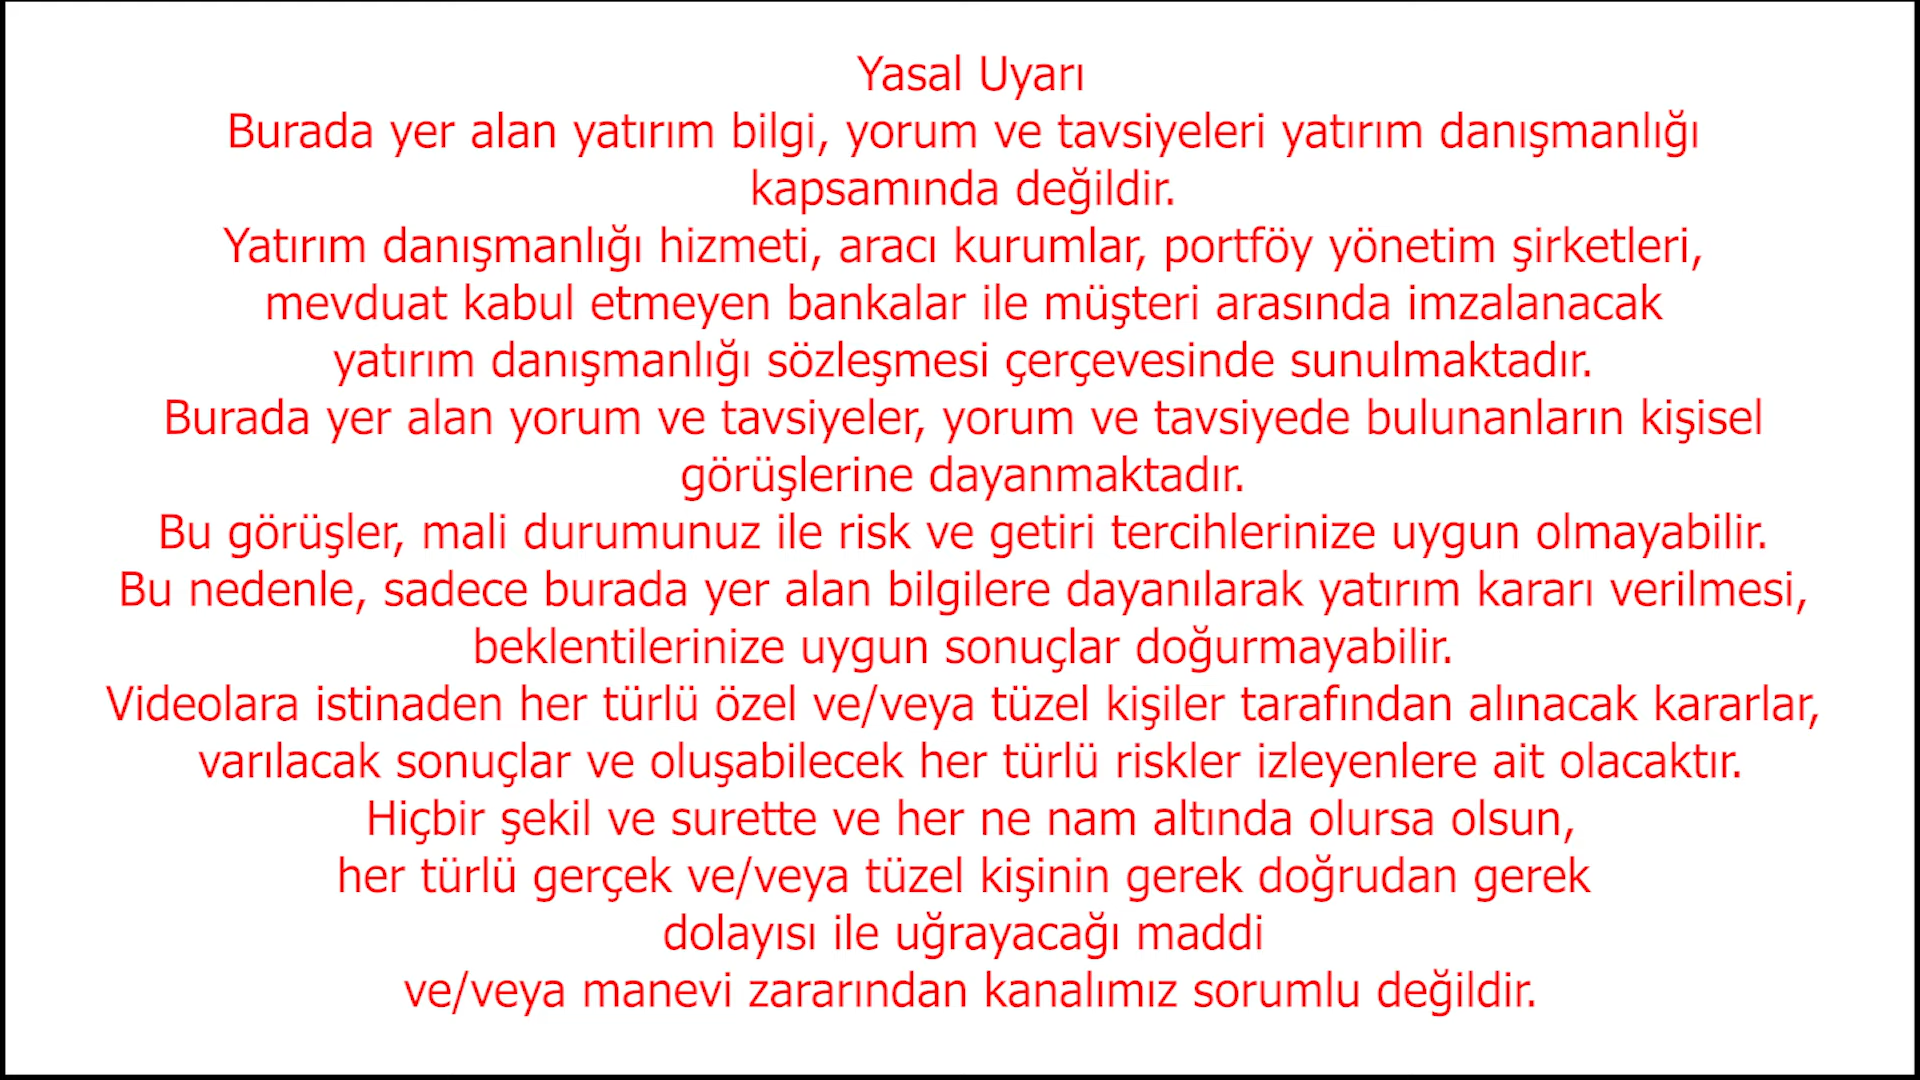 Yasal Uyarı
Burada yer alan yatırım bilgi, yorum ve tavsiyeleri yatırım danışmanlığı
kapsamında değildir.
Yatırım danışmanlığı hizmeti, aracı kurumlar, portföy yönetim şirketleri,
mevduat kabul etmeyen bankalar ile müşteri arasında imzalanacak
yatırım danışmanlığı sözleşmesi çerçevesinde sunulmaktadır.
Burada yer alan yorum ve tavsiyeler, yorum ve tavsiyede bulunanların kişisel
görüşlerine dayanmaktadır.
Bu görüşler, mali durumunuz ile risk ve getiri tercihlerinize uygun olmayabilir.
Bu nedenle, sadece burada yer alan bilgilere dayanılarak yatırım kararı verilmesi,
beklentilerinize uygun sonuçlar doğurmayabilir.
Videolara istinaden her türlü özel ve/veya tüzel kişiler tarafından alınacak kararlar,
varılacak sonuçlar ve oluşabilecek her türlü riskler izleyenlere ait olacaktır.
Hiçbir şekil ve surette ve her ne nam altında olursa olsun,
her türlü gerçek ve/veya tüzel kişinin gerek doğrudan gerek
dolayısı ile uğrayacağı maddi
ve/veya manevi zararından kanalımız sorumlu değildir.